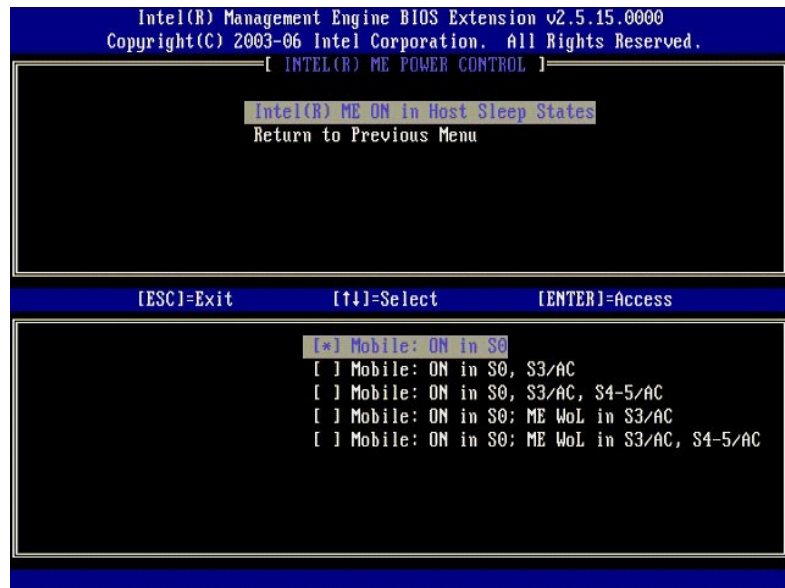 Intel(R) Management Engine BIOS Extension v2.5.15.0000
Copyright(C) 2003-06 Intel Corporation. All Rights Reserved.
[ INTEL(R) ME POWER CONTROL ]
Intel(R) ME ON in Host Sleep States
Return to Previous Menu
[ESC]=Exit [↑↓]=Select [ENTER]=Access
[*] Mobile: ON in S0
[ ] Mobile: ON in S0, S3/AC
[ ] Mobile: ON in S0, S3/AC, S4-5/AC
[ ] Mobile: ON in S0; ME WoL in S3/AC
[ ] Mobile: ON in S0; ME WoL in S3/AC, S4-5/AC